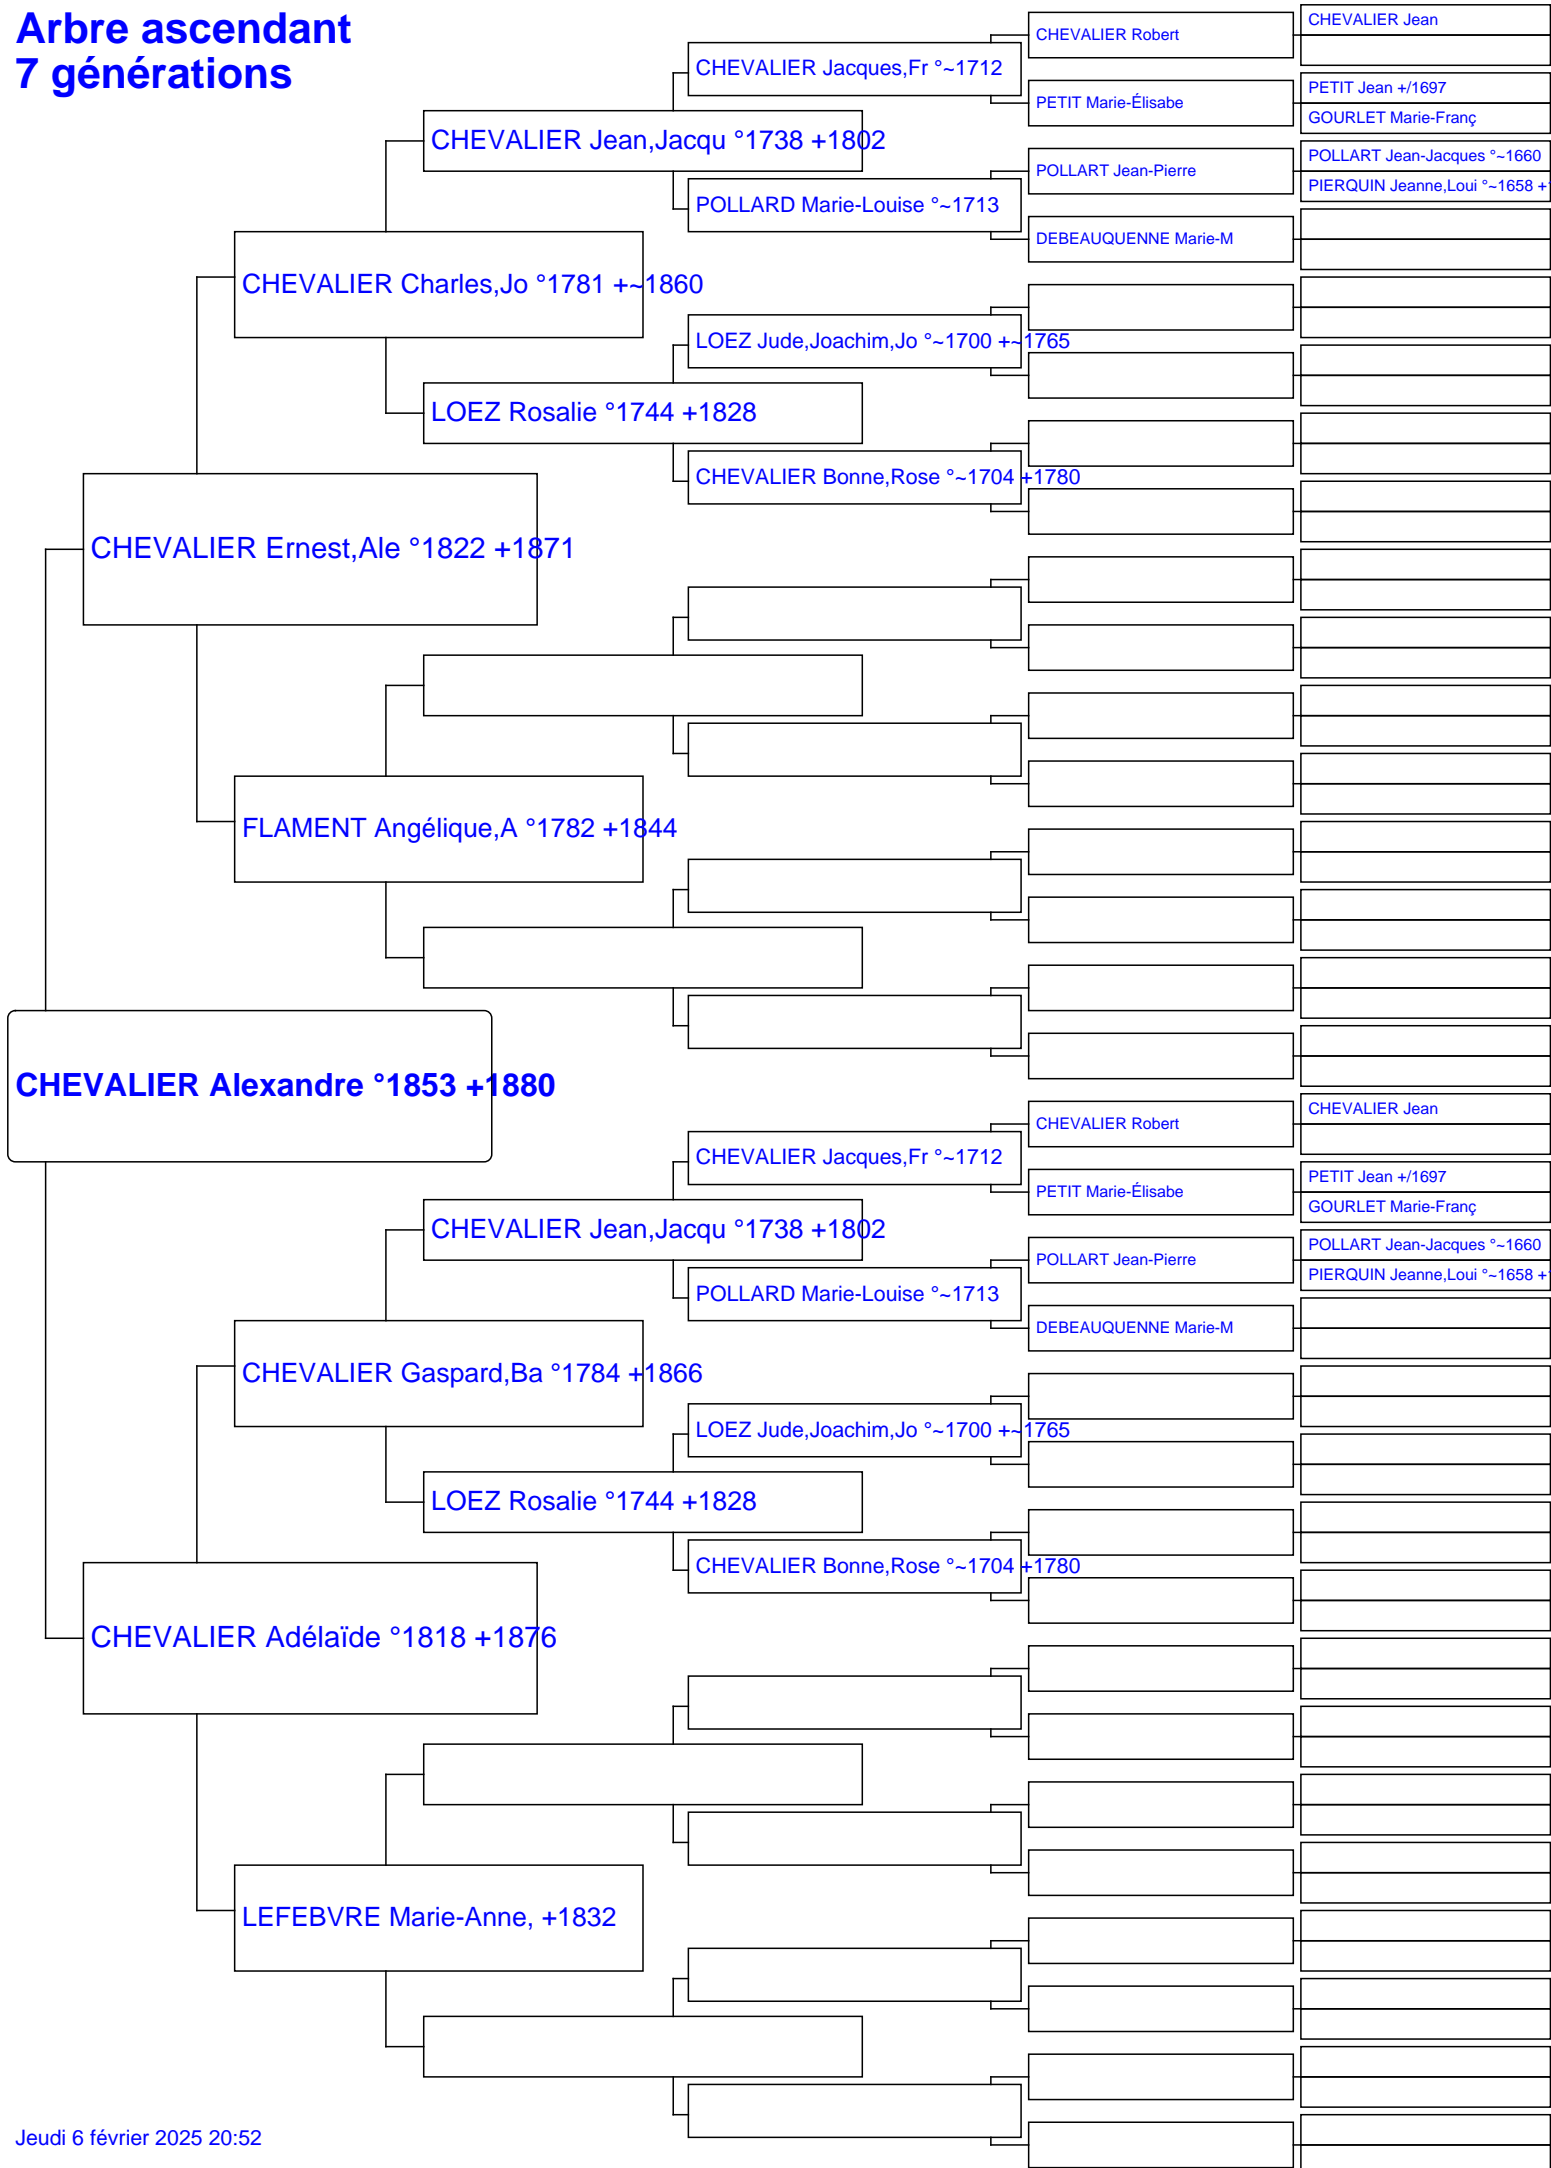 Arbre ascendant
7 générations
CHEVALIER Jean
CHEVALIER Robert
CHEVALIER Jacques,Fr °~1712
PETIT Jean +/1697
PETIT Marie-Élisabe
GOURLET Marie-Franç
CHEVALIER Jean,Jacqu °1738 +1802
POLLART Jean-Jacques °~1660
POLLART Jean-Pierre
PIERQUIN Jeanne,Loui °~1658 +
POLLARD Marie-Louise °~1713
DEBEAUQUENNE Marie-M
CHEVALIER Charles,Jo °1781 +~1860
LOEZ Jude,Joachim,Jo °~1700 +~1765
LOEZ Rosalie °1744 +1828
CHEVALIER Bonne,Rose °~1704 +1780
CHEVALIER Ernest,Ale °1822 +1871
FLAMENT Angélique,A °1782 +1844
CHEVALIER Alexandre °1853 +1880
CHEVALIER Jean
CHEVALIER Robert
CHEVALIER Jacques,Fr °~1712
PETIT Jean +/1697
PETIT Marie-Élisabe
GOURLET Marie-Franç
CHEVALIER Jean,Jacqu °1738 +1802
POLLART Jean-Jacques °~1660
POLLART Jean-Pierre
PIERQUIN Jeanne,Loui °~1658 +
POLLARD Marie-Louise °~1713
DEBEAUQUENNE Marie-M
CHEVALIER Gaspard,Ba °1784 +1866
LOEZ Jude,Joachim,Jo °~1700 +~1765
LOEZ Rosalie °1744 +1828
CHEVALIER Bonne,Rose °~1704 +1780
CHEVALIER Adélaïde °1818 +1876
LEFEBVRE Marie-Anne, +1832
Jeudi 6 février 2025 20:52